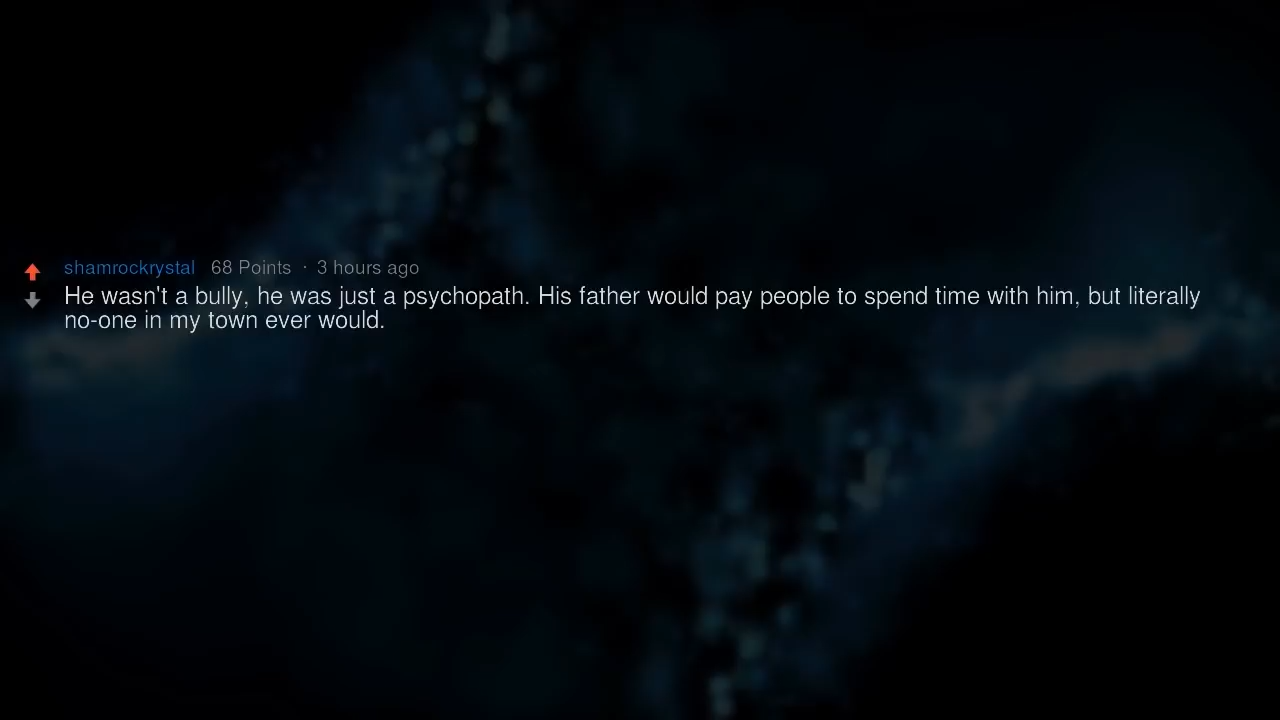 shamrockrystal 68 Points · 3 hours ago
He wasn't a bully, he was just a psychopath. His father would pay people to spend time with him, but literally
no-one in my town ever would.